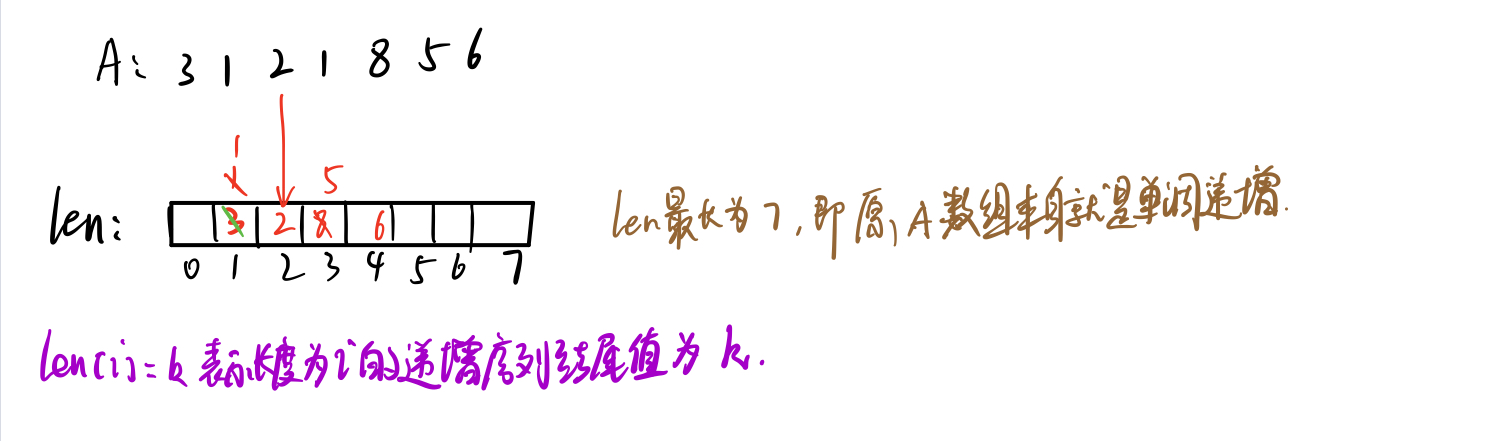 A: 3 1 2 1 8 5 6
1
1 5
len: 3 2 8 6
0 1 2 3 4 5 6 7
len最长为7,即原A数组本身就是单调递增.
len[i]=k 表示长度为i的递增序列结尾值为 k.